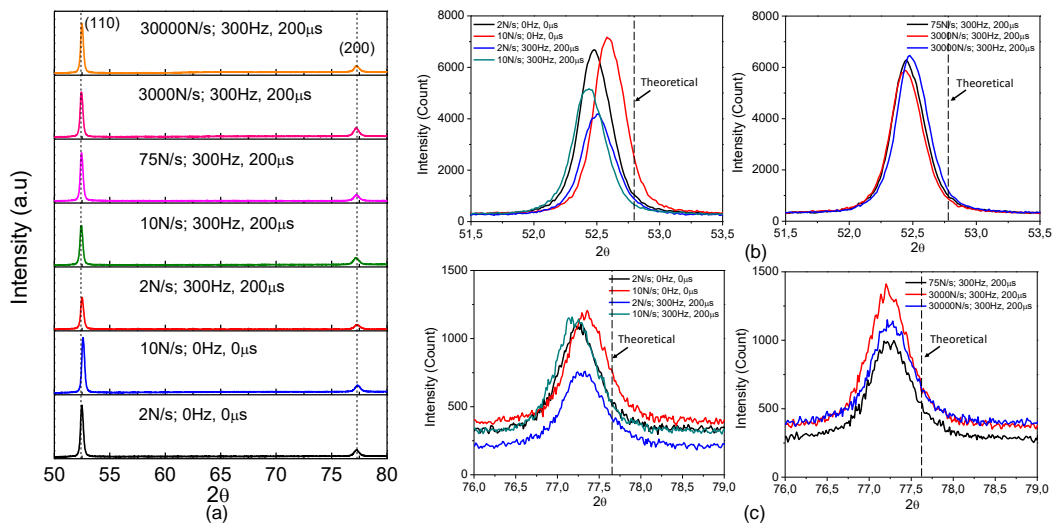 (110)
30000N/s; 300Hz, 200μs
(200)
3000N/s; 300Hz, 200μs
75N/s; 300Hz, 200μs
10N/s; 300Hz, 200μs
2N/s; 300Hz, 200μs
10N/s; 0Hz, 0μs
2N/s; 0Hz, 0μs
Intensity (a.u)
50 55 60 65 70 75 80
2θ
(a)
8000
6000
4000
2000
0
Intensity (Count)
2N/s; 0Hz, 0μs
10N/s; 0Hz, 0μs
2N/s; 300Hz, 200μs
10N/s; 300Hz, 200μs
Theoretical
51,5 52,0 52,5 53,0 53,5
2θ
8000
6000
4000
2000
0
Intensity (Count)
75N/s; 300Hz, 200μs
3000N/s; 300Hz, 200μs
30000N/s; 300Hz, 200μs
Theoretical
51,5 52,0 52,5 53,0 53,5
2θ
(b)
1500
1000
500
0
Intensity (Count)
2N/s; 0Hz, 0μs
10N/s; 0Hz, 0μs
2N/s; 300Hz, 200μs
10N/s; 300Hz, 200μs
Theoretical
76,0 76,5 77,0 77,5 78,0 78,5 79,0
2θ
1500
1000
500
0
Intensity (Count)
75N/s; 300Hz, 200μs
3000N/s; 300Hz, 200μs
30000N/s; 300Hz, 200μs
Theoretical
76,0 76,5 77,0 77,5 78,0 78,5 79,0
2θ
(c)